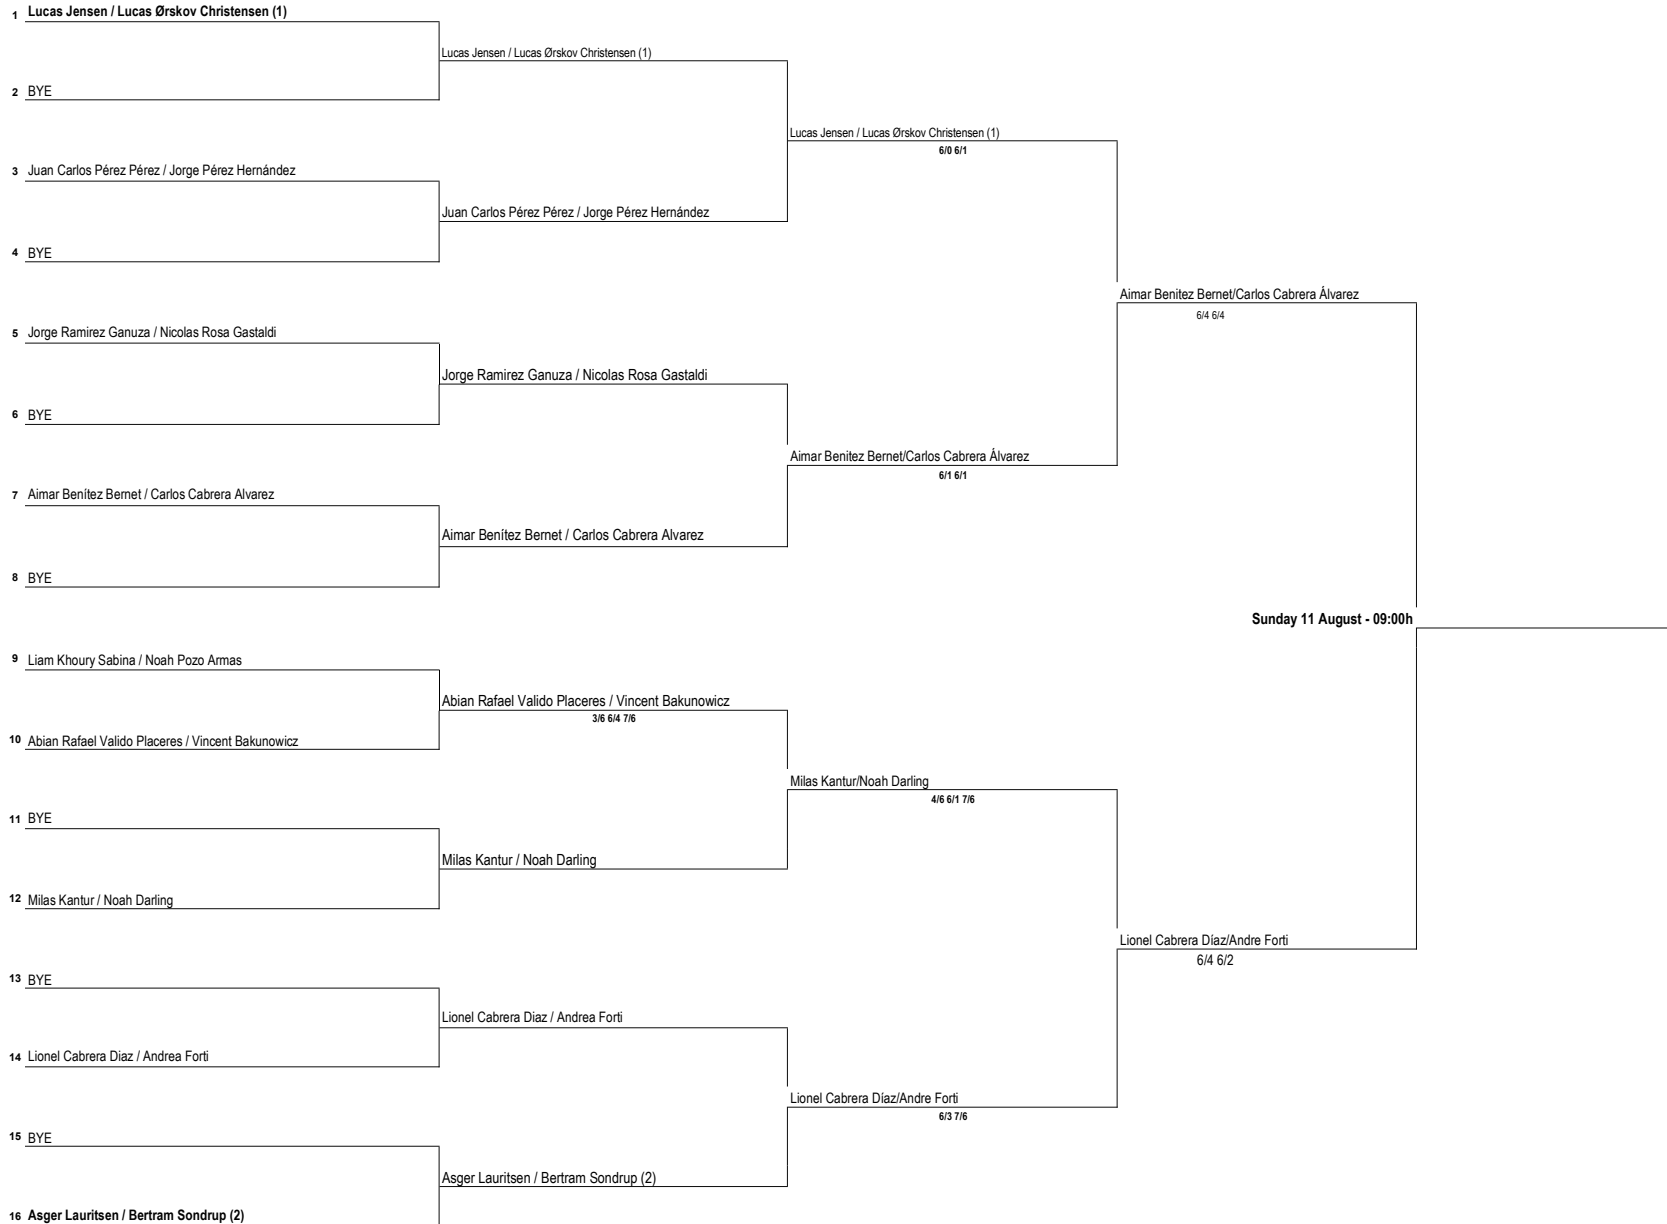 1 Lucas Jensen / Lucas Ørskov Christensen (1)
Lucas Jensen / Lucas Ørskov Christensen (1)
2 BYE
Lucas Jensen / Lucas Ørskov Christensen (1)
6/0 6/1
3 Juan Carlos Pérez Pérez / Jorge Pérez Hernández
Juan Carlos Pérez Pérez / Jorge Pérez Hernández
4 BYE
Aimar Benitez Bernet/Carlos Cabrera Álvarez
6/4 6/4
5 Jorge Ramirez Ganuza / Nicolas Rosa Gastaldi
Jorge Ramirez Ganuza / Nicolas Rosa Gastaldi
6 BYE
Aimar Benitez Bernet/Carlos Cabrera Álvarez
6/1 6/1
7 Aimar Benítez Bernet / Carlos Cabrera Alvarez
Aimar Benítez Bernet / Carlos Cabrera Alvarez
8 BYE
Sunday 11 August - 09:00h
9 Liam Khoury Sabina / Noah Pozo Armas
Abian Rafael Valido Placeres / Vincent Bakunowicz
3/6 6/4 7/6
10 Abian Rafael Valido Placeres / Vincent Bakunowicz
Milas Kantur/Noah Darling
4/6 6/1 7/6
11 BYE
Milas Kantur / Noah Darling
12 Milas Kantur / Noah Darling
Lionel Cabrera Díaz/Andre Forti
6/4 6/2
13 BYE
Lionel Cabrera Diaz / Andrea Forti
14 Lionel Cabrera Diaz / Andrea Forti
Lionel Cabrera Díaz/Andre Forti
6/3 7/6
15 BYE
Asger Lauritsen / Bertram Sondrup (2)
16 Asger Lauritsen / Bertram Sondrup (2)